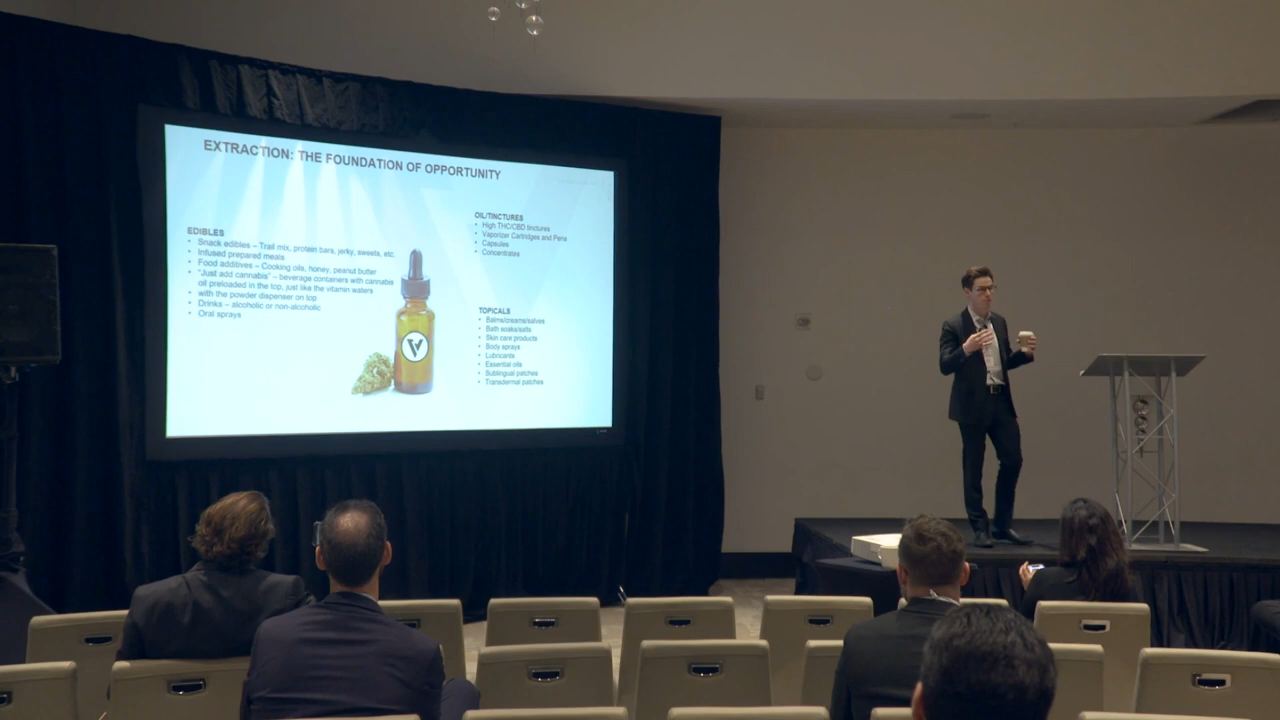 EXTRACTION: THE FOUNDATION OF OPPORTUNITY
EDIBLES
• Snack edibles – Trail mix, protein bars, jerky, sweets, etc.
• Infused prepared meals
• Food additives – Cooking oils, honey, peanut butter
• "Just add cannabis" – beverage containers with cannabis
oil preloaded in the top, just like the vitamin waters
• with the powder dispenser on top
• Drinks – alcoholic or non-alcoholic
• Oral sprays
OIL/TINCTURES
• High THC/CBD tinctures
• Vaporizer Cartridges and Pens
• Capsules
• Concentrates
TOPICALS
• Balms/creams/salves
• Bath soaks/salts
• Skin care products
• Body sprays
• Lubricants
• Essential oils
• Sublingual patches
• Transdermal patches
V